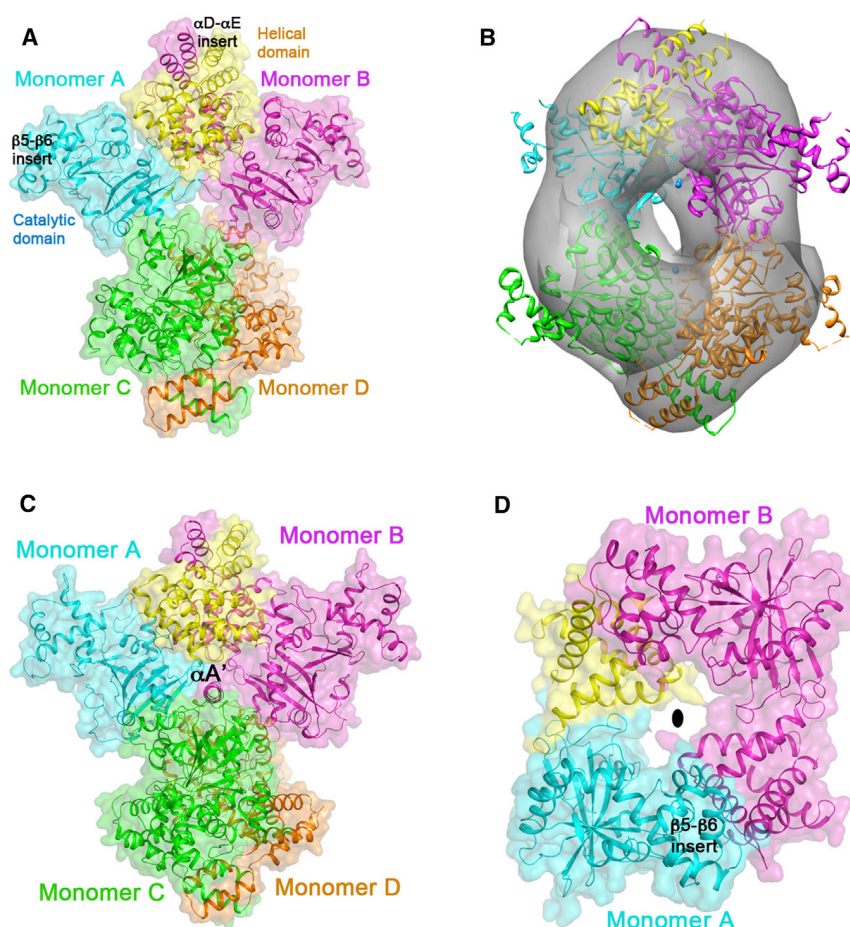 A
αD-αE
insert
Helical
domain
Monomer A
Monomer B
β5-β6
insert
Catalytic
domain
Monomer C
Monomer D
B
C
Monomer A
Monomer B
αA'
Monomer C
Monomer D
D
Monomer B
β5-β6
insert
Monomer A